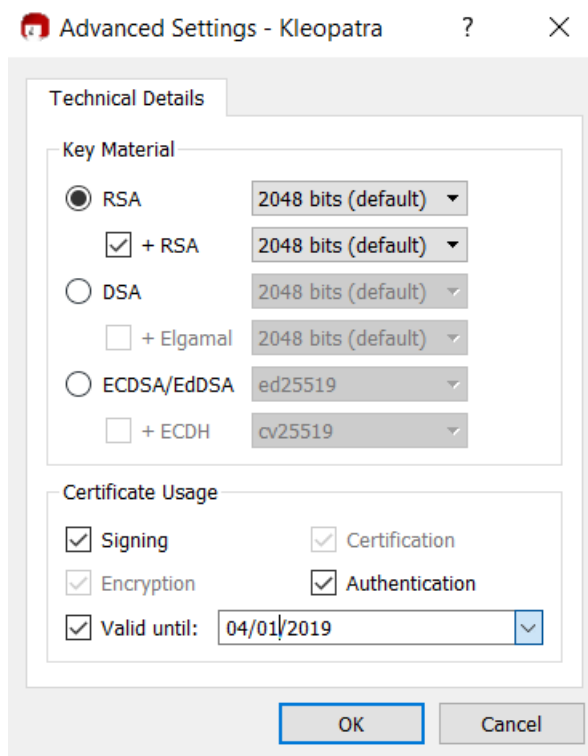 Advanced Settings - Kleopatra ?
Technical Details
Key Material
RSA 2048 bits (default)
+ RSA 2048 bits (default)
DSA 2048 bits (default)
+ Elgamal 2048 bits (default)
ECDSA/EdDSA ed25519
+ ECDH cv25519
Certificate Usage
Signing Certification
Encryption Authentication
Valid until: 04/01/2019
OK Cancel